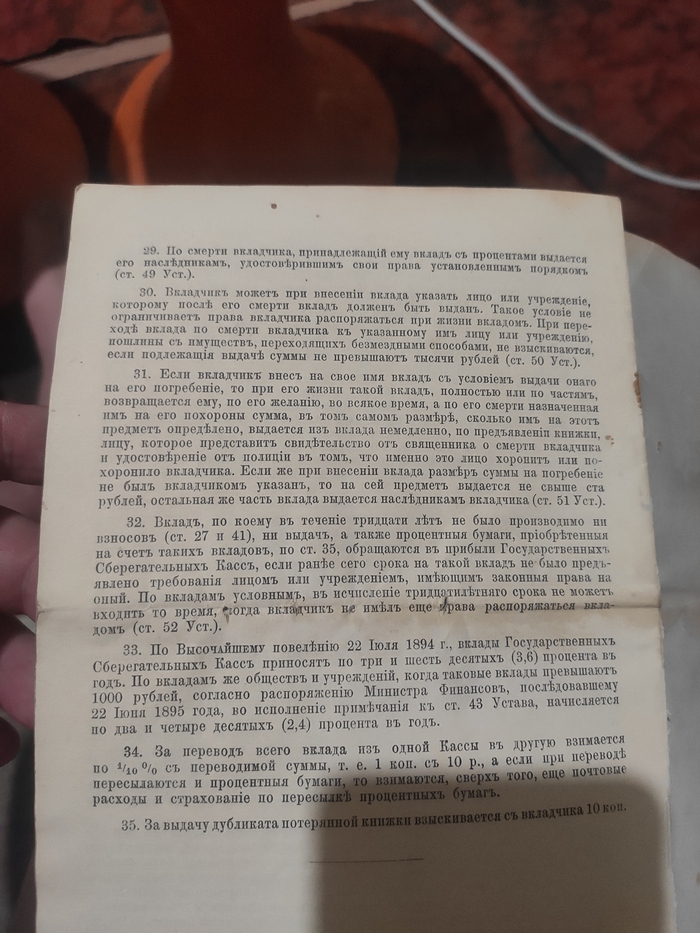 29. По смерти вкладчика, принадлежащій ему вкладъ съ процентами выдается
его наслѣдникамъ, удостовѣрившимъ свои права установленнымъ порядкомъ
(ст. 49 Уст.).
30. Вкладчикъ можетъ при внесеніи вклада указать лицо или учрежденіе,
которому послѣ его смерти вкладъ долженъ быть выданъ. Такое условіе не
ограничиваетъ права вкладчика распоряжаться при жизни вкладомъ. При пере-
ходѣ вклада по смерти вкладчика къ указанному имъ лицу или учрежденію,
пошлины съ имуществъ, переходящихъ безмездными способами, не взыскиваются,
если подлежащія выдачѣ суммы не превышаютъ тысячи рублей (ст. 50 Уст.).
31. Если вкладчикъ внесъ на свое имя вкладъ съ условіемъ выдачи онаго
на его погребеніе, то при его жизни такой вкладъ, полностью или по частямъ,
возвращается ему, по его желанію, во всякое время, а по его смерти назначенная
имъ на его похороны сумма, въ томъ самомъ размѣрѣ, сколько имъ на этотъ
предметъ опредѣлено, выдается изъ вклада немедленно, по предъявленіи книжки,
лицу, которое представитъ свидѣтельство отъ священника о смерти вкладчика
и удостовѣреніе отъ полиціи въ томъ, что именно это лицо хоронитъ или по-
хоронило вкладчика. Если же при внесеніи вклада размѣръ суммы на погребеніе
не былъ вкладчикомъ указанъ, то на сей предметъ выдается не свыше ста
рублей, остальная же часть вклада выдается наслѣдникамъ вкладчика (ст. 51 Уст.).
32. Вкладъ, по коему въ теченіе тридцати лѣтъ не было производимо ни
взносовъ (ст. 27 и 41), ни выдачъ, а также процентныя бумаги, пріобрѣтенныя
на счетъ такихъ вкладовъ, по ст. 35, обращаются въ прибыли Государственныхъ
Сберегательныхъ Кассъ, если ранѣе сего срока на такой вкладъ не было предъ-
явлено требованія лицомъ или учрежденіемъ, имѣющимъ законныя права на
оный. По вкладамъ условнымъ, въ исчисленіе тридцатилѣтняго срока не можетъ
входить то время, когда вкладчикъ не имѣлъ еще права распоряжаться вкла-
домъ (ст. 52 Уст.).
33. По Высочайшему повелѣнію 22 Іюля 1894 г., вклады Государственныхъ
Сберегательныхъ Кассъ приносятъ по три и шесть десятыхъ (3,6) процента въ
годъ. По вкладамъ же обществъ и учрежденій, когда таковые вклады превышаютъ
1000 рублей, согласно распоряженію Министра Финансовъ, послѣдовавшему
22 Іюня 1895 года, во исполненіе примѣчанія къ ст. 43 Устава, начисляется
по два и четыре десятыхъ (2,4) процента въ годъ.
34. За переводъ всего вклада изъ одной Кассы въ другую взимается
по 1/10 % съ переводимой суммы, т. е. 1 коп. съ 10 р., а если при переводѣ
пересылаются и процентныя бумаги, то взимаются, сверхъ того, еще почтовые
расходы и страхованіе по пересылкѣ процентныхъ бумагъ.
35. За выдачу дубликата потерянной книжки взыскивается съ вкладчика 10 коп.